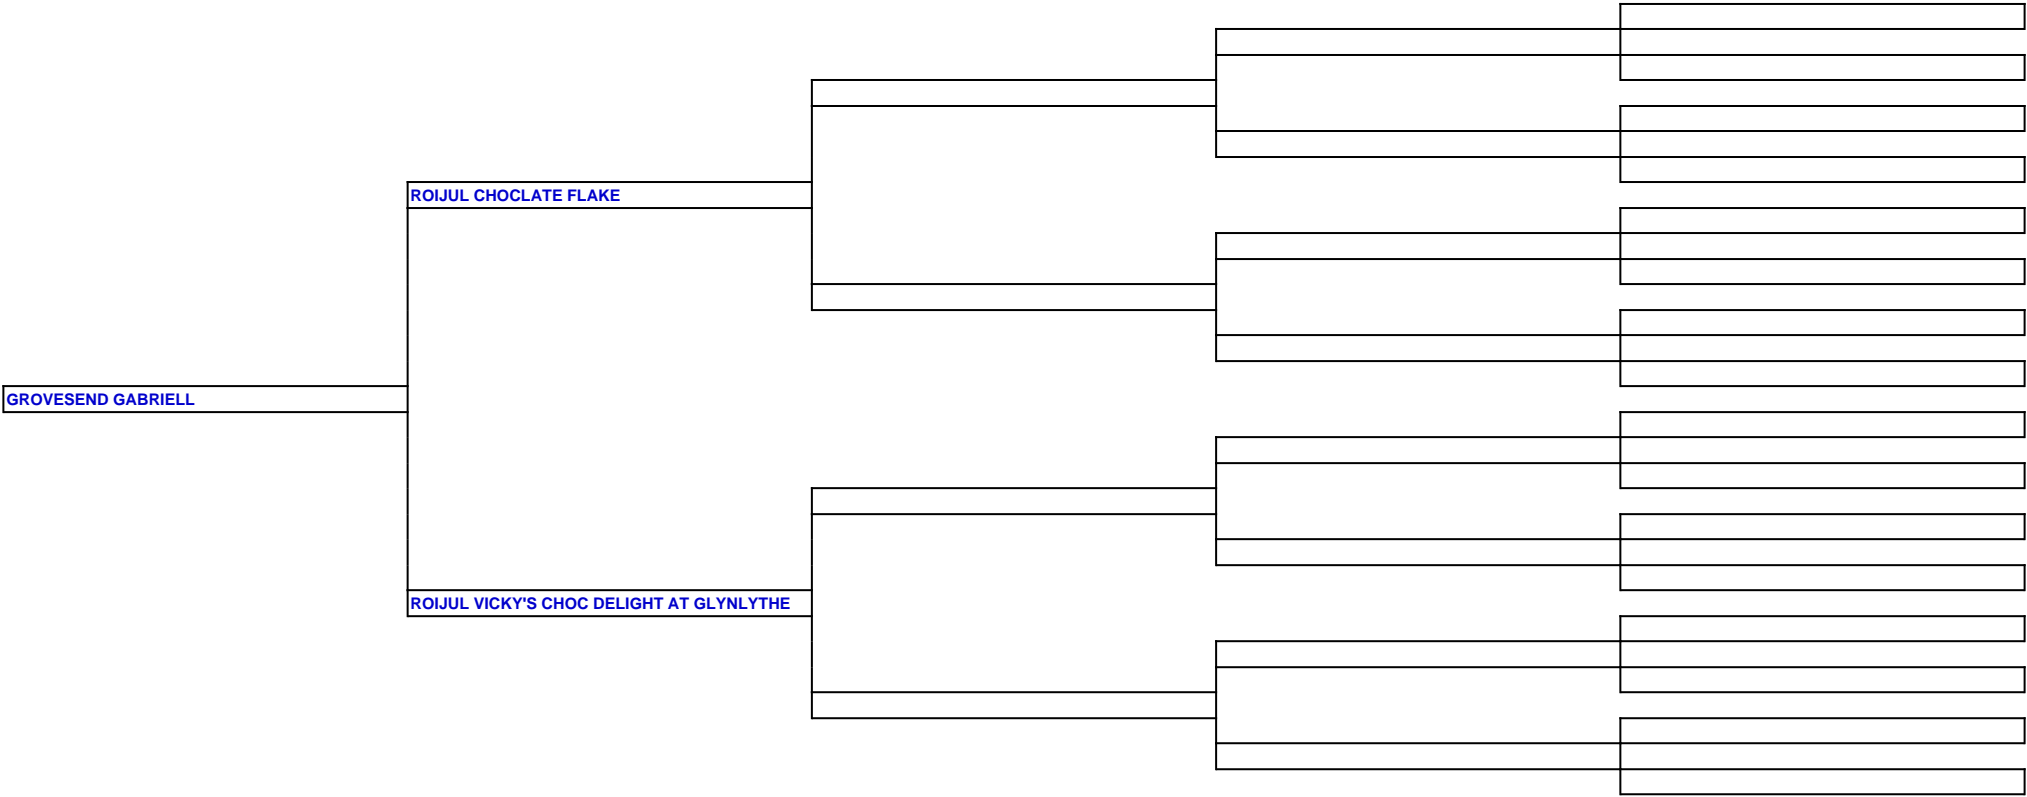 ROIJUL CHOCLATE FLAKE
GROVESEND GABRIELL
ROIJUL VICKY'S CHOC DELIGHT AT GLYNLYTHE